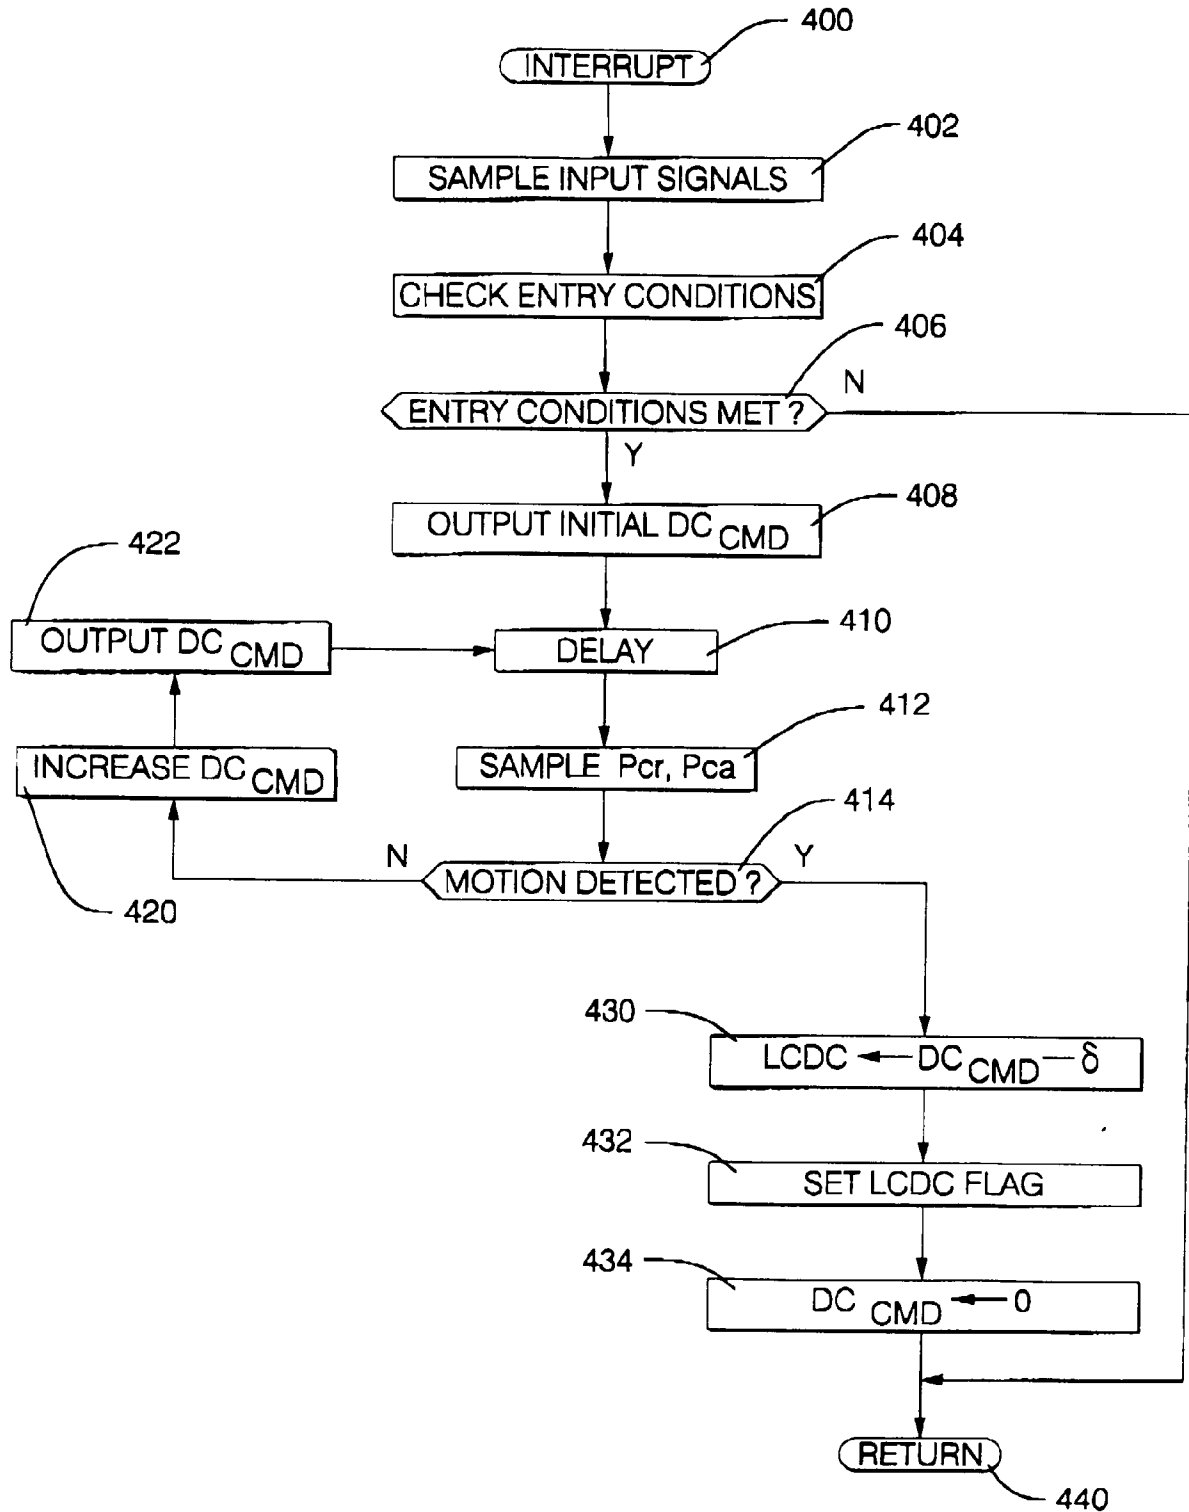 400
INTERRUPT
402
SAMPLE INPUT SIGNALS
404
CHECK ENTRY CONDITIONS
406
N
ENTRY CONDITIONS MET ?
Y
408
OUTPUT INITIAL DC CMD
422
OUTPUT DC CMD
410
DELAY
412
INCREASE DC CMD
SAMPLE Pcr, Pca
414
N
Y
MOTION DETECTED ?
420
430
LCDC ← DC CMD — δ
432
SET LCDC FLAG
434
DC CMD ← 0
RETURN
440